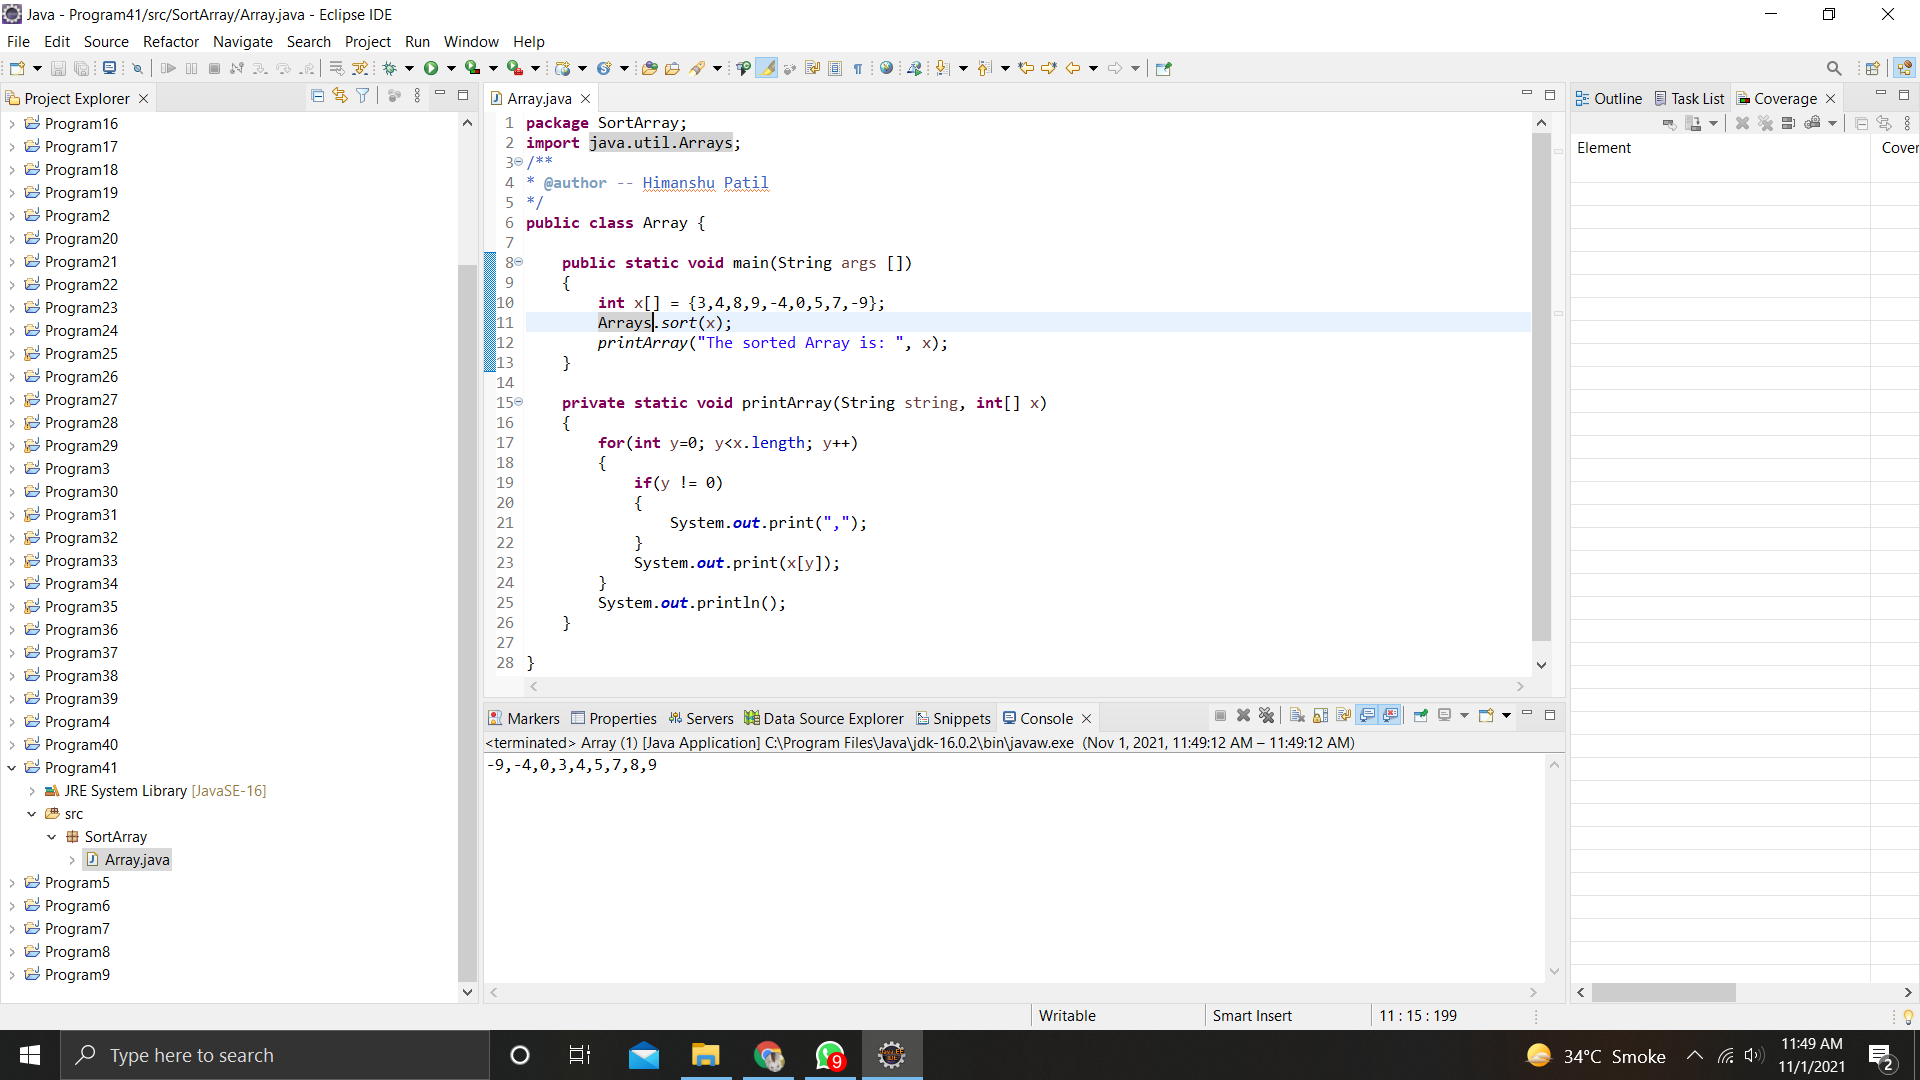 Java - Program41/src/SortArray/Array.java - Eclipse IDE
File Edit Source Refactor Navigate Search Project Run Window Help
Project Explorer
Program16
Program17
Program18
Program19
Program2
Program20
Program21
Program22
Program23
Program24
Program25
Program26
Program27
Program28
Program29
Program3
Program30
Program31
Program32
Program33
Program34
Program35
Program36
Program37
Program38
Program39
Program4
Program40
Program41
JRE System Library [JavaSE-16]
src
SortArray
Array.java
Program5
Program6
Program7
Program8
Program9
Array.java
1 package SortArray;
2 import java.util.Arrays;
3 /**
4 * @author -- Himanshu Patil
5 */
6 public class Array {
7
8 public static void main(String args [])
9 {
10 int x[] = {3,4,8,9,-4,0,5,7,-9};
11 Arrays.sort(x);
12 printArray("The sorted Array is: ", x);
13 }
14
15 private static void printArray(String string, int[] x)
16 {
17 for(int y=0; y<x.length; y++)
18 {
19 if(y != 0)
20 {
21 System.out.print(",");
22 }
23 System.out.print(x[y]);
24 }
25 System.out.println();
26 }
27
28 }
Markers Properties Servers Data Source Explorer Snippets Console
<terminated> Array (1) [Java Application] C:\Program Files\Java\jdk-16.0.2\bin\javaw.exe (Nov 1, 2021, 11:49:12 AM – 11:49:12 AM)
-9,-4,0,3,4,5,7,8,9
Outline Task List Coverage
Element Cover
Writable Smart Insert 11 : 15 : 199
Type here to search
9
34°C Smoke
11:49 AM
11/1/2021
2